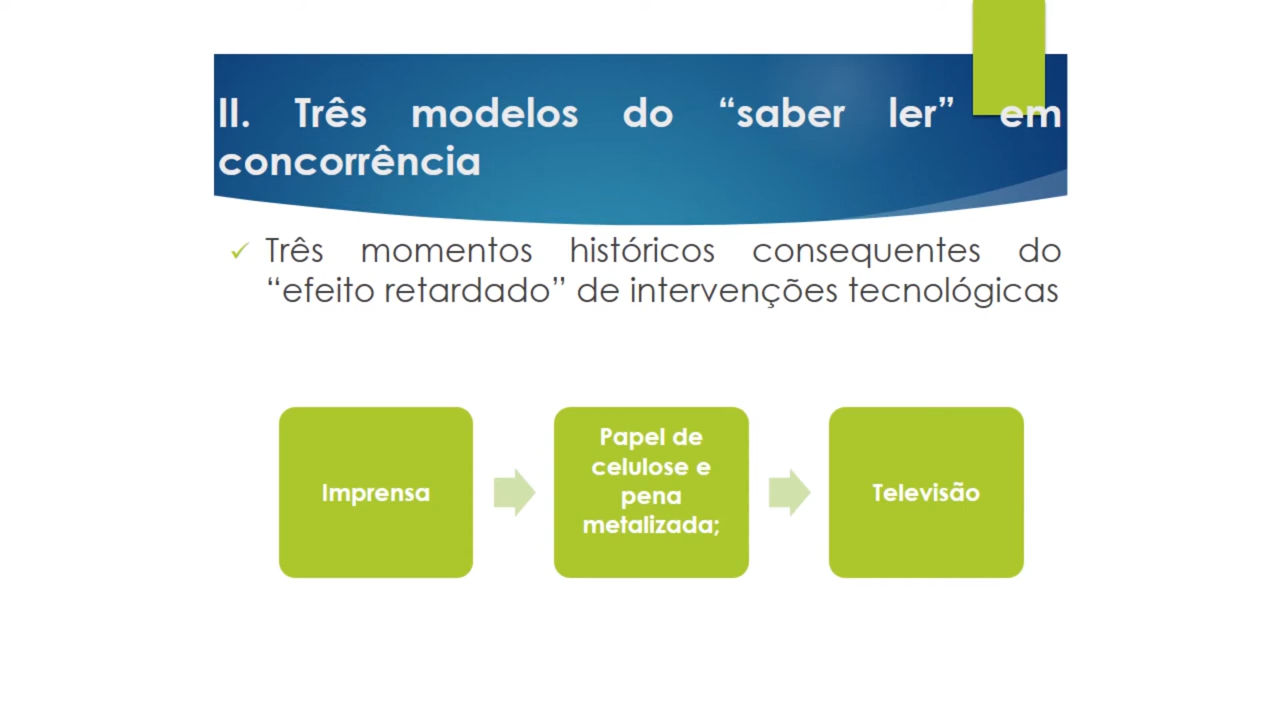 II. Três modelos do “saber ler” em
concorrência
✓ Três momentos históricos consequentes do
“efeito retardado” de intervenções tecnológicas
Imprensa
Papel de
celulose e
pena
metalizada;
Televisão